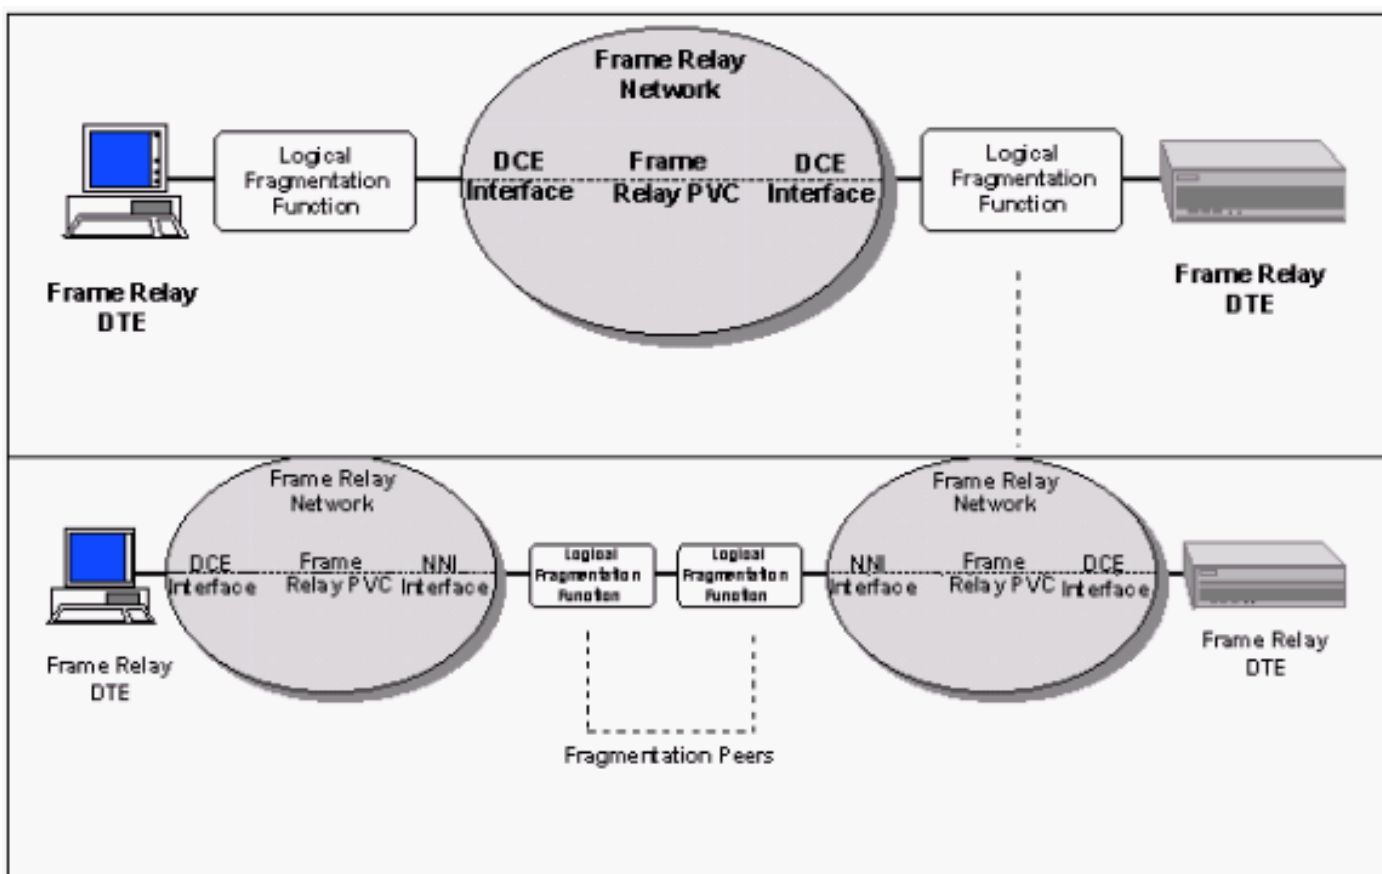 Frame Relay
Network
Logical
Fragmentation
Function
DCE
Interface
Frame
Relay PVC
DCE
Interface
Logical
Fragmentation
Function
Frame Relay
DTE
Frame Relay
DTE
Frame Relay
Network
Frame Relay
Network
DCE
Interface
Frame
Relay PVC
NNI
Interface
Logical
Fragmentation
Function
Logical
Fragmentation
Function
NNI
Interface
Frame
Relay PVC
DCE
Interface
Frame Relay
DTE
Frame Relay
DTE
Fragmentation Peers